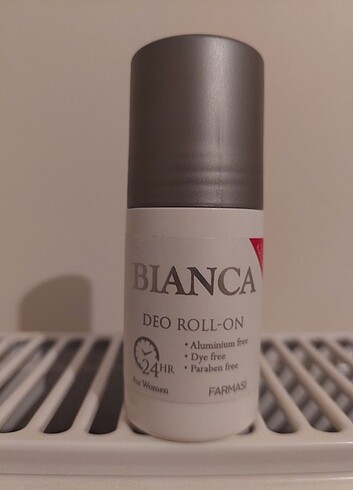 BIANCA
DEO ROLL-ON
• Aluminium free
• Dye free
• Paraben free
24HR
For Women
FARMASI